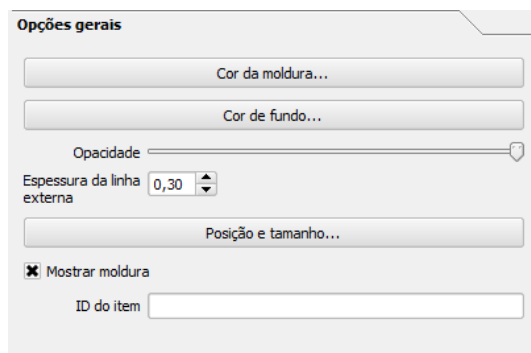 Opções gerais
Cor da moldura...
Cor de fundo...
Opacidade
Espessura da linha
externa
0,30
Posição e tamanho...
Mostrar moldura
ID do item